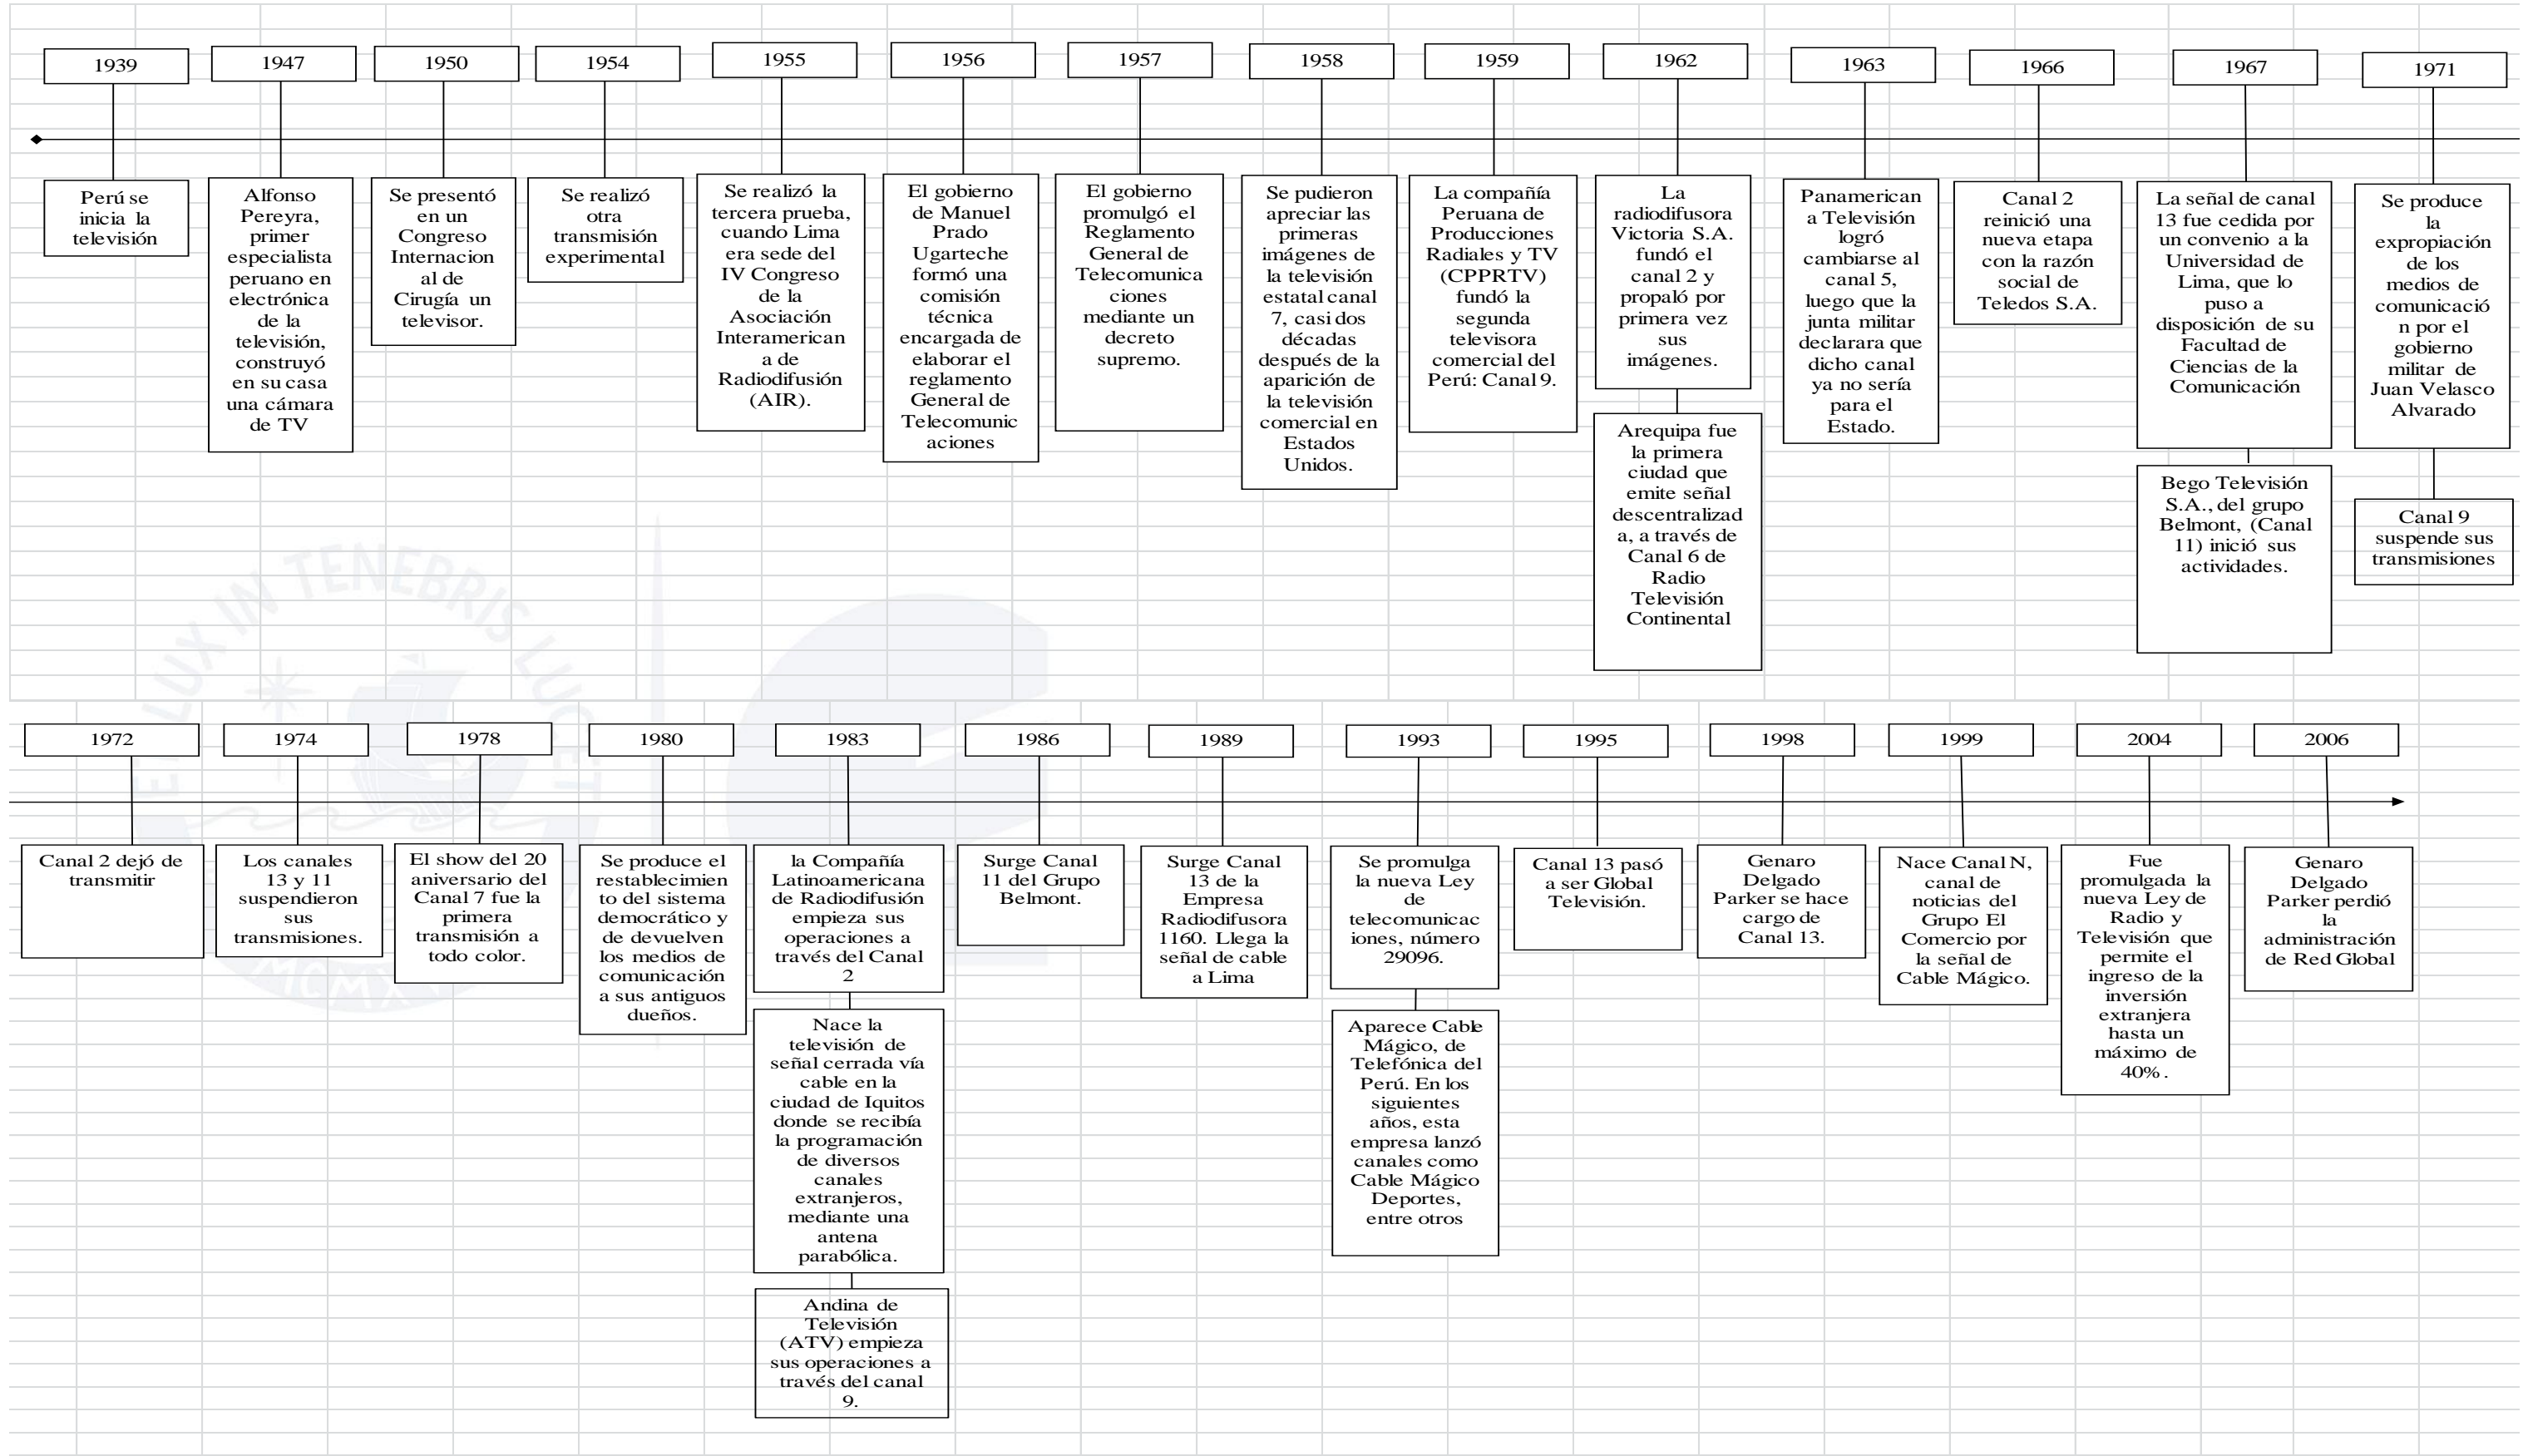 1939
Perú se
inicia la
televisión
1947
Alfonso
Pereyra,
primer
especialista
peruano en
electrónica
de la
televisión,
construyó
en su casa
una cámara
de TV
1950
Se presentó
en un
Congreso
Internacion
al de
Cirugía un
televisor.
1954
Se realizó
otra
transmisión
experimental
1955
Se realizó la
tercera prueba,
cuando Lima
era sede del
IV Congreso
de la
Asociación
Interamerican
a de
Radiodifusión
(AIR).
1956
El gobierno
de Manuel
Prado
Ugarteche
formó una
comisión
técnica
encargada de
elaborar el
reglamento
General de
Telecomunic
aciones
1957
El gobierno
promulgó el
Reglamento
General de
Telecomunica
ciones
mediante un
decreto
supremo.
1958
Se pudieron
apreciar las
primeras
imágenes de
la televisión
estatal canal
7, casi dos
décadas
después de la
aparición de
la televisión
comercial en
Estados
Unidos.
1959
La compañía
Peruana de
Producciones
Radiales y TV
(CPPRTV)
fundó la
segunda
televisora
comercial del
Perú: Canal 9.
1962
La
radiodifusora
Victoria S.A.
fundó el
canal 2 y
propaló por
primera vez
sus
imágenes.
Arequipa fue
la primera
ciudad que
emite señal
descentralizad
a, a través de
Canal 6 de
Radio
Televisión
Continental
1963
Panamerican
a Televisión
logró
cambiarse al
canal 5,
luego que la
junta militar
declarara que
dicho canal
ya no sería
para el
Estado.
1966
Canal 2
reinició una
nueva etapa
con la razón
social de
Teledos S.A.
1967
La señal de canal
13 fue cedida por
un convenio a la
Universidad de
Lima, que lo
puso a
disposición de su
Facultad de
Ciencias de la
Comunicación
Bego Televisión
S.A., del grupo
Belmont, (Canal
11) inició sus
actividades.
1971
Se produce
la
expropiación
de los
medios de
comunicació
n por el
gobierno
militar de
Juan Velasco
Alvarado
Canal 9
suspende sus
transmisiones
1972
Canal 2 dejó de
transmitir
1974
Los canales
13 y 11
suspendieron
sus
transmisiones.
1978
El show del 20
aniversario del
Canal 7 fue la
primera
transmisión a
todo color.
1980
Se produce el
restablecimien
to del sistema
democrático y
de devuelven
los medios de
comunicación
a sus antiguos
dueños.
1983
la Compañía
Latinoamericana
de Radiodifusión
empieza sus
operaciones a
través del Canal
2
Nace la
televisión de
señal cerrada vía
cable en la
ciudad de Iquitos
donde se recibía
la programación
de diversos
canales
extranjeros,
mediante una
antena
parabólica.
Andina de
Televisión
(ATV) empieza
sus operaciones a
través del canal
9.
1986
Surge Canal
11 del Grupo
Belmont.
1989
Surge Canal
13 de la
Empresa
Radiodifusora
1160. Llega la
señal de cable
a Lima
1993
Se promulga
la nueva Ley
de
telecomunicac
iones, número
29096.
Aparece Cable
Mágico, de
Telefónica del
Perú. En los
siguientes
años, esta
empresa lanzó
canales como
Cable Mágico
Deportes,
entre otros
1995
Canal 13 pasó
a ser Global
Televisión.
1998
Genaro
Delgado
Parker se hace
cargo de
Canal 13.
1999
Nace Canal N,
canal de
noticias del
Grupo El
Comercio por
la señal de
Cable Mágico.
2004
Fue
promulgada la
nueva Ley de
Radio y
Televisión que
permite el
ingreso de la
inversión
extranjera
hasta un
máximo de
40%.
2006
Genaro
Delgado
Parker perdió
la
administración
de Red Global
ET LUX IN TENEBRIS LUCET